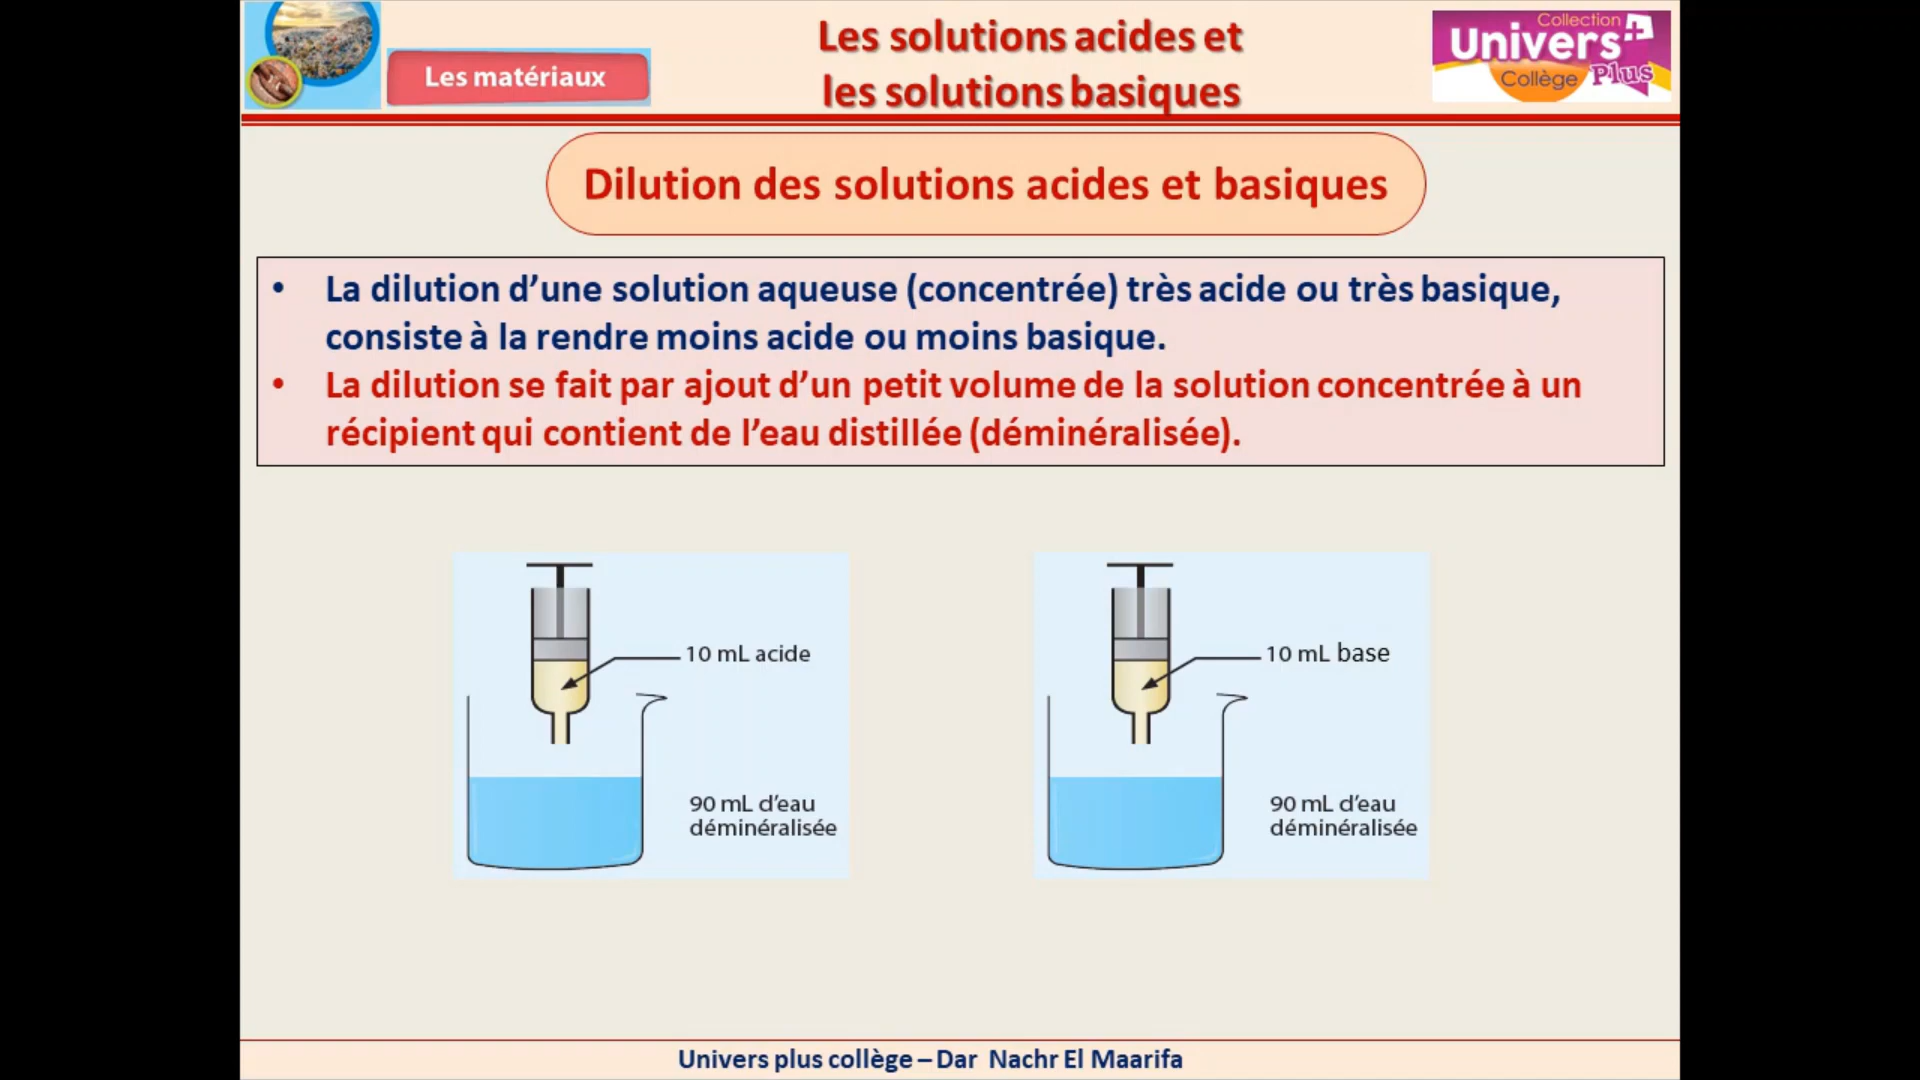 Les matériaux
Les solutions acides et
les solutions basiques
Collection
Univers+
Collège Plus
Dilution des solutions acides et basiques
• La dilution d’une solution aqueuse (concentrée) très acide ou très basique,
consiste à la rendre moins acide ou moins basique.
• La dilution se fait par ajout d’un petit volume de la solution concentrée à un
récipient qui contient de l’eau distillée (déminéralisée).
10 mL acide
90 mL d’eau
déminéralisée
10 mL base
90 mL d’eau
déminéralisée
Univers plus collège – Dar Nachr El Maarifa